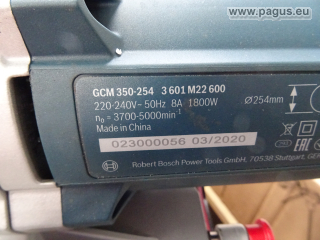 www.pagus.eu
GCM 350-254 3 601 M22 600
220-240V~50Hz 8A 1800W
n₀ = 3700-5000min⁻¹
Made in China
Ø254mm
023000056 03/2020
Robert Bosch Power Tools GmbH, 70538 Stuttgart, GER